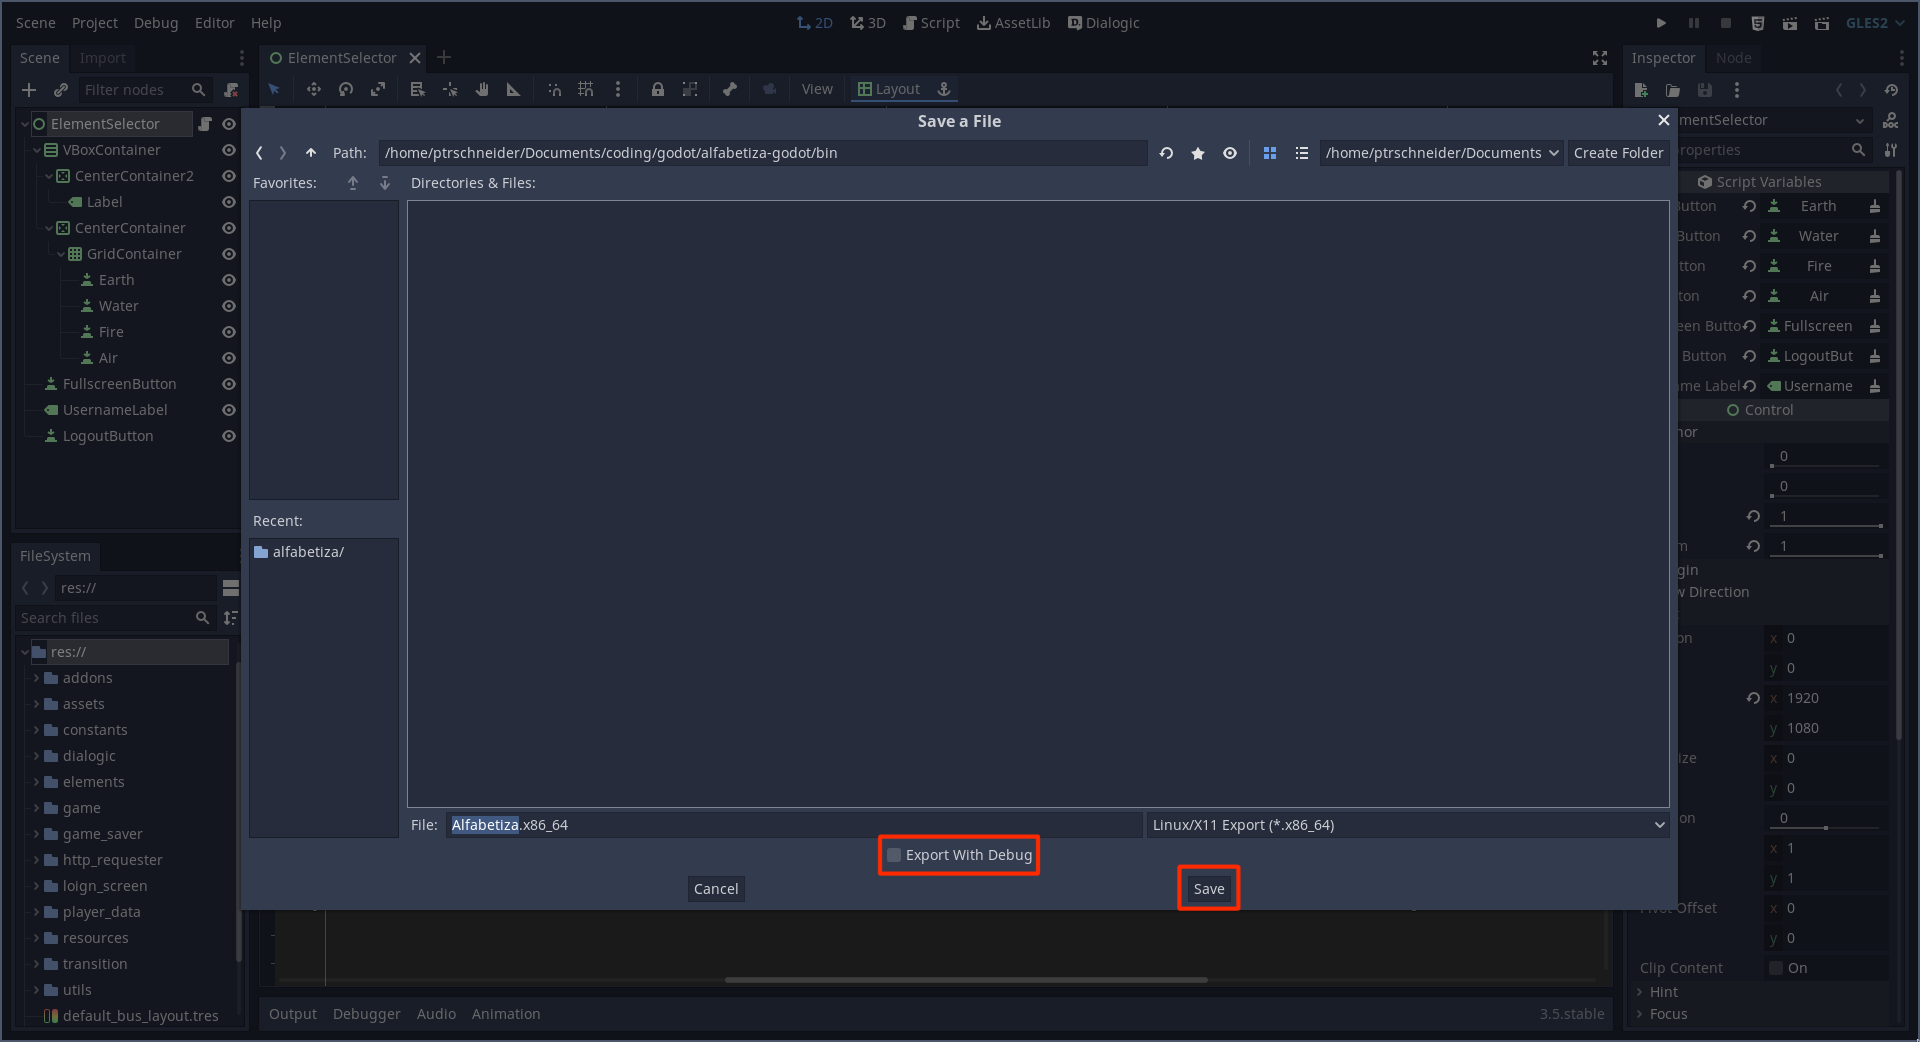 Scene Project Debug Editor Help
2D 3D Script AssetLib Dialogic
GLES2
Scene Import
ElementSelector
Inspector Node
Filter nodes
View Layout
ElementSelector
VBoxContainer
CenterContainer2
Label
CenterContainer
GridContainer
Earth
Water
Fire
Air
FullscreenButton
UsernameLabel
LogoutButton
FileSystem
res://
Search files
res://
addons
assets
constants
dialogic
elements
game
game_saver
http_requester
loign_screen
player_data
resources
transition
utils
default_bus_layout.tres
Save a File
Path: /home/ptrschneider/Documents/coding/godot/alfabetiza-godot/bin
/home/ptrschneider/Documents Create Folder
Favorites: Directories & Files:
Recent:
alfabetiza/
File: Alfabetiza.x86_64 Linux/X11 Export (*.x86_64)
Export With Debug
Cancel Save
Output Debugger Audio Animation 3.5.stable
mentSelector
roperties
Script Variables
utton Earth
Button Water
tton Fire
ton Air
een Butto Fullscreen
Button LogoutBut
me Label Username
Control
nor
0
0
1
m 1
gin
w Direction
on x 0
y 0
x 1920
y 1080
ize x 0
y 0
on 0
x 1
y 1
Pivot Offset x 0
y 0
Clip Content On
Hint
Focus